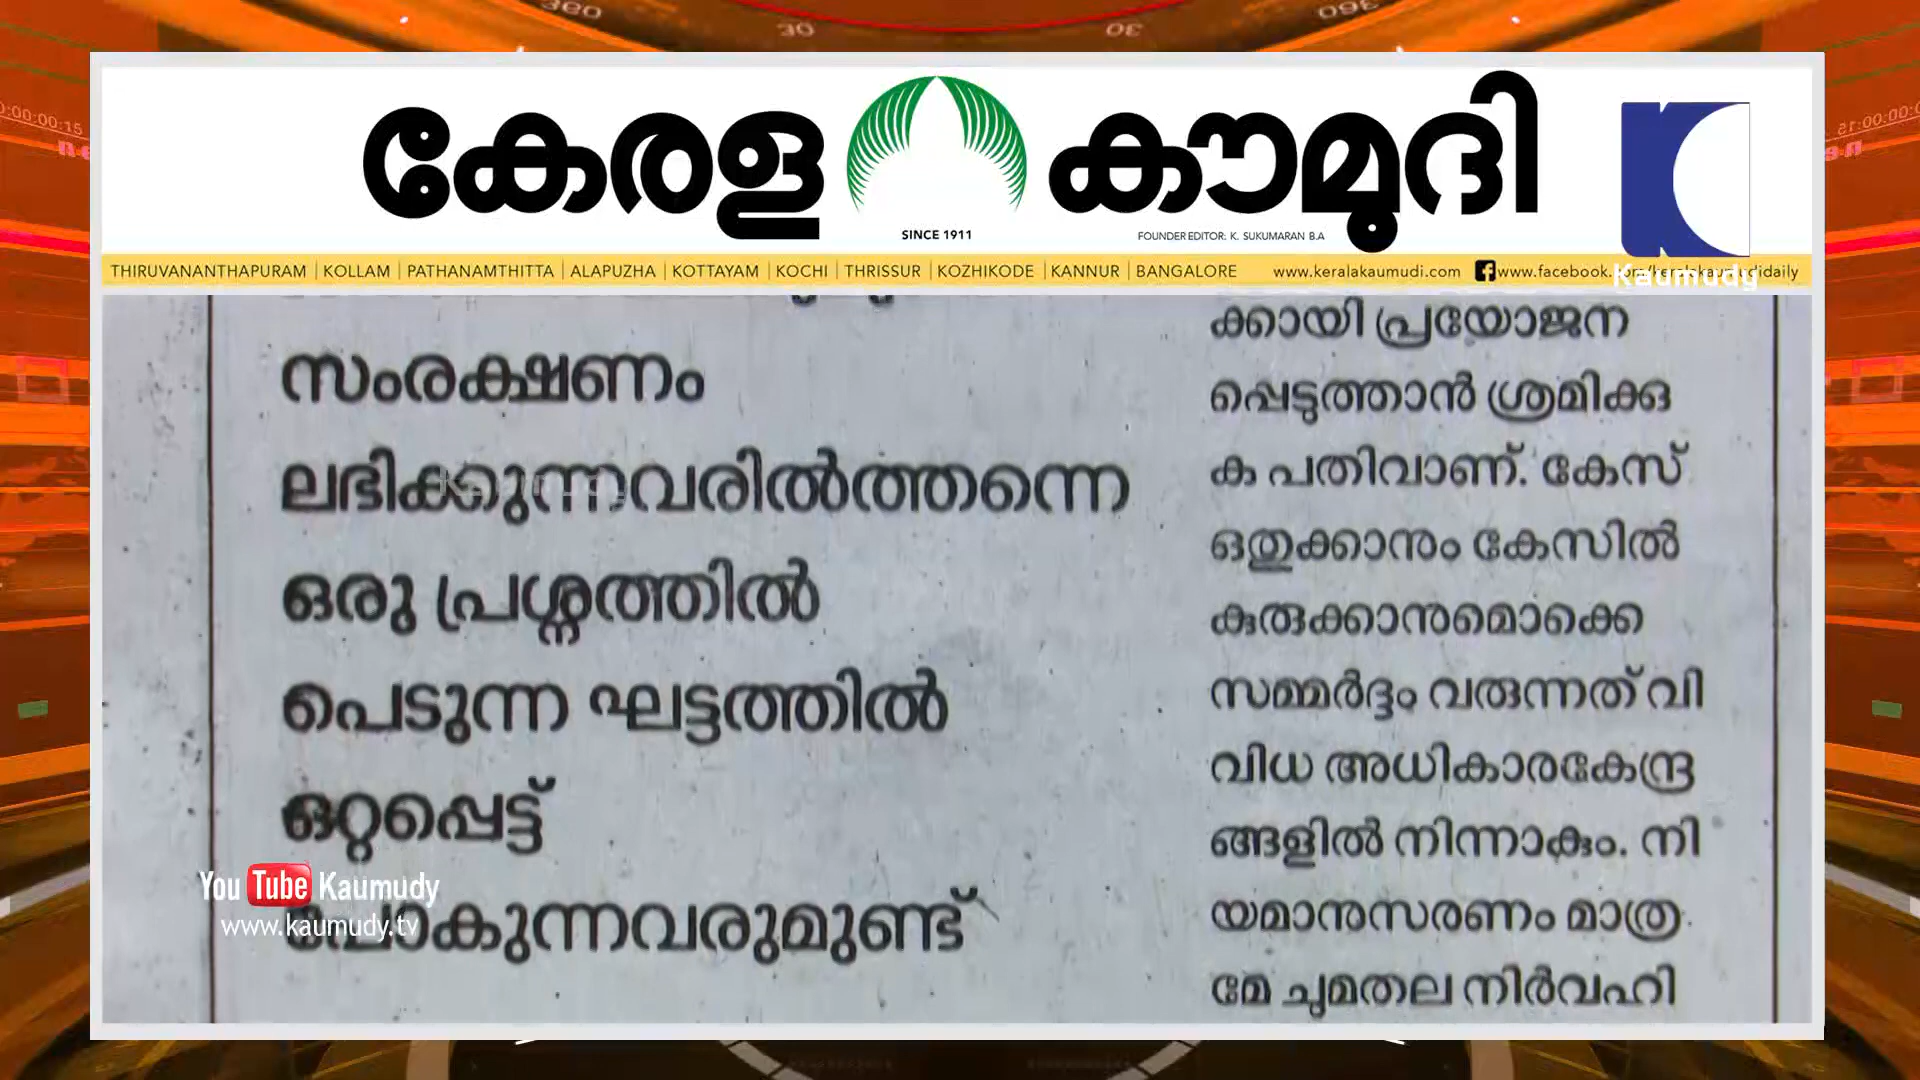 കേരള കൗമുദി
SINCE 1911
FOUNDER EDITOR: K. SUKUMARAN B.A
Kaumudy
THIRUVANANTHAPURAM | KOLLAM | PATHANAMTHITTA | ALAPUZHA | KOTTAYAM | KOCHI | THRISSUR | KOZHIKODE | KANNUR | BANGALORE www.keralakaumudi.com
സംരക്ഷണം
ലഭിക്കുന്നവരിൽത്തന്നെ
ഒരു പ്രശ്നത്തിൽ
പെടുന്ന ഘട്ടത്തിൽ
ഒറ്റപ്പെട്ട്
പോകുന്നവരുമുണ്ട്
ക്കായി പ്രയോജന
പ്പെടുത്താൻ ശ്രമിക്കു
ക പതിവാണ്. കേസ്
ഒതുക്കാനും കേസിൽ
കുരുക്കാനുമൊക്കെ
സമ്മർദ്ദം വരുന്നത് വി
വിധ അധികാരകേന്ദ്ര
ങ്ങളിൽ നിന്നാകും. നി
യമാനുസരണം മാത്ര
മേ ചുമതല നിർവഹി
You Tube Kaumudy
www.kaumudy.tv